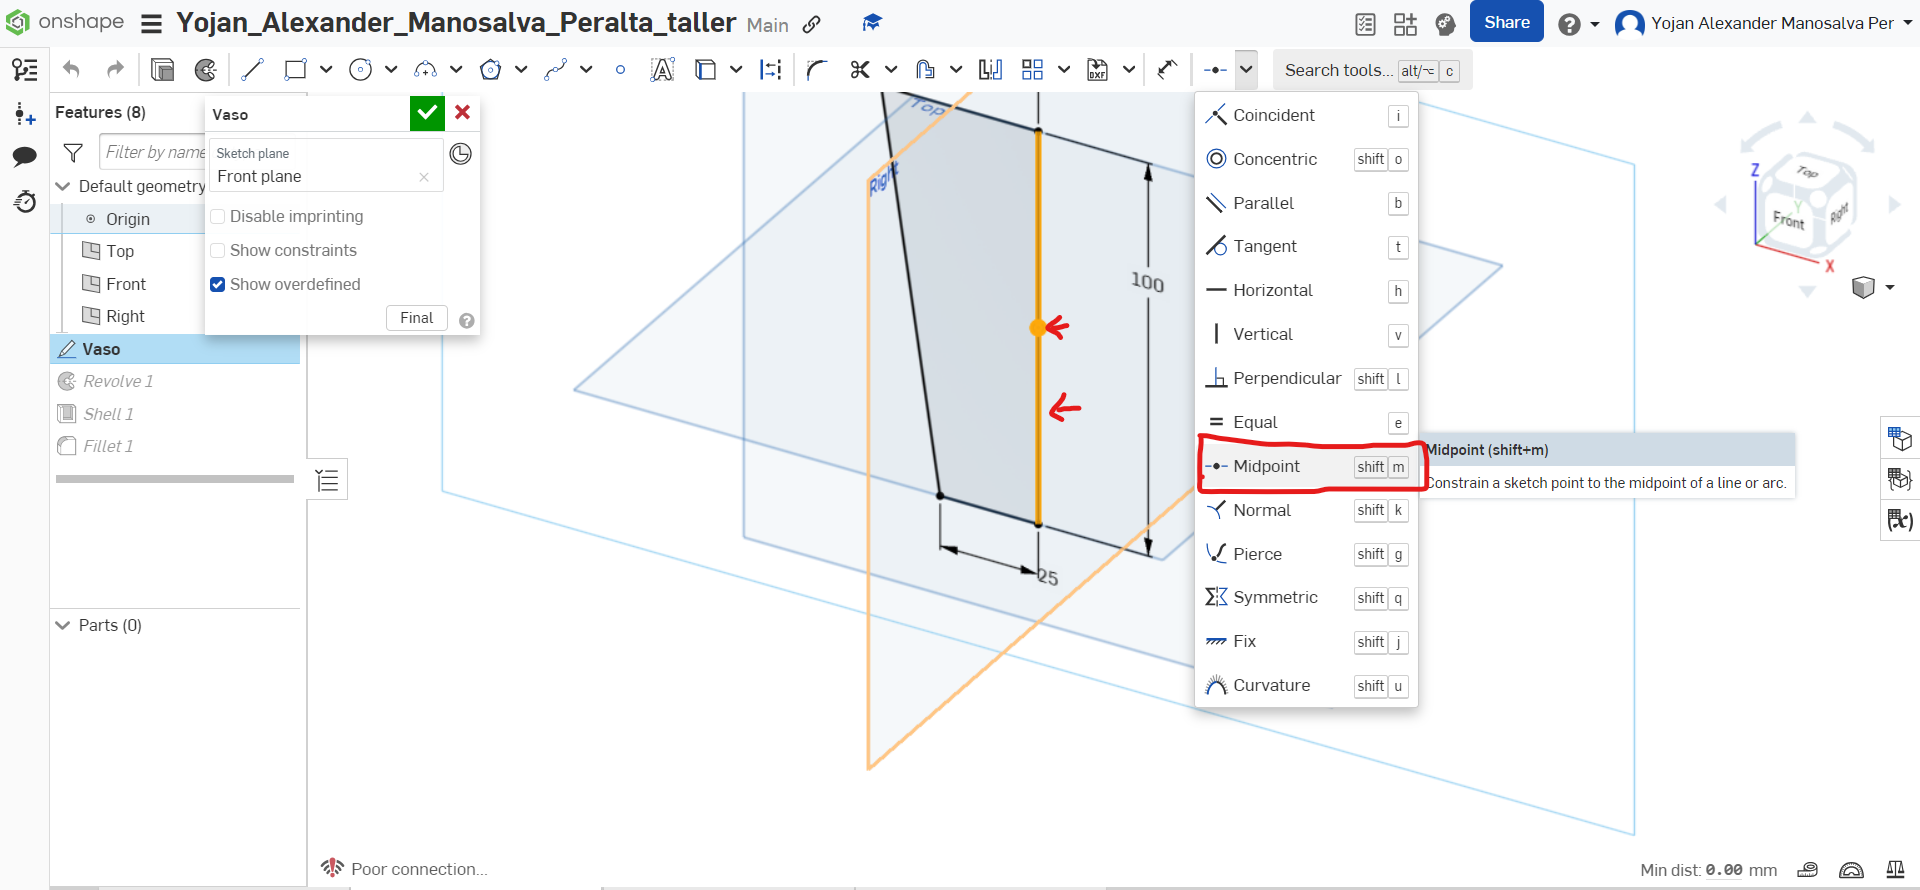 onshape Yojan_Alexander_Manosalva_Peralta_taller Main Share Yojan Alexander Manosalva Per
Search tools... alt/⌥ c
Features (8)
Filter by name
Default geometry
Origin
Top
Front
Right
Vaso
Revolve 1
Shell 1
Fillet 1
Parts (0)
Vaso
Sketch plane
Front plane
Disable imprinting
Show constraints
Show overdefined
Final
Top
Right
100
25
Coincident i
Concentric shift o
Parallel b
Tangent t
Horizontal h
Vertical v
Perpendicular shift l
Equal e
Midpoint shift m
Normal shift k
Pierce shift g
Symmetric shift q
Fix shift j
Curvature shift u
Midpoint (shift+m)
Constrain a sketch point to the midpoint of a line or arc.
Z
Top
Y
Front
Right
X
Poor connection...
Min dist: 0.00 mm